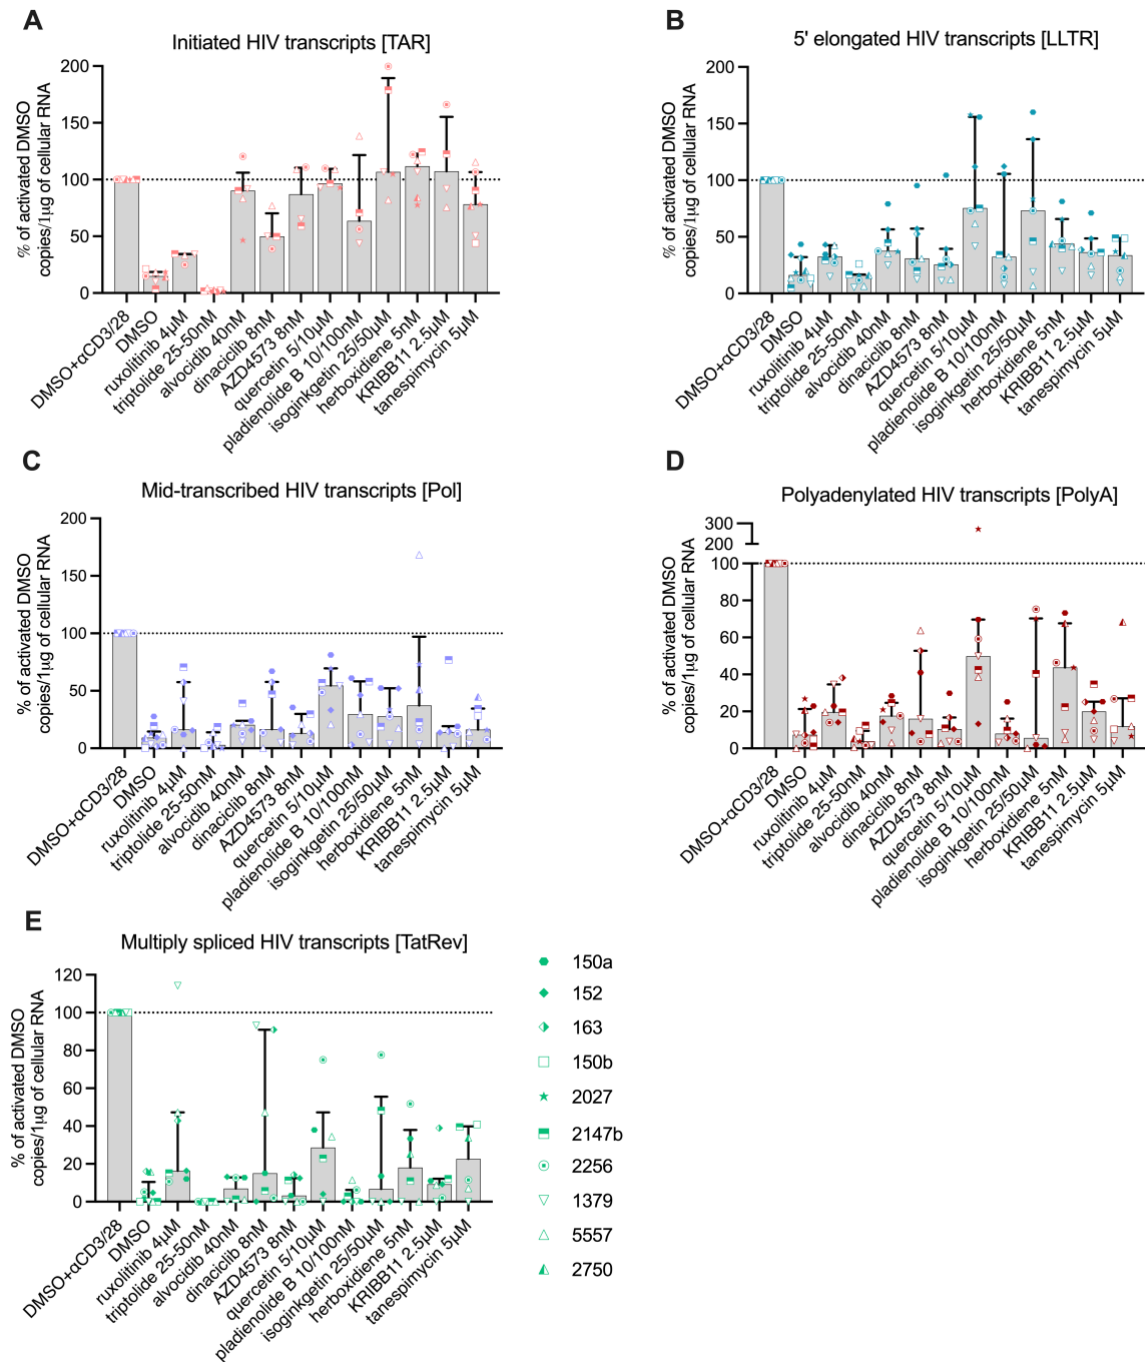 A
Initiated HIV transcripts [TAR]
% of activated DMSO
copies/1µg of cellular RNA
200
150
100
50
0
DMSO+αCD3/28
DMSO
ruxolitinib 4µM
triptolide 25-50nM
alvocidib 40nM
dinaciclib 8nM
AZD4573 8nM
quercetin 5/10µM
pladienolide B 10/100nM
isoginkgetin 25/50µM
herboxidiene 5nM
KRIBB11 2.5µM
tanespimycin 5µM
B
5' elongated HIV transcripts [LLTR]
% of activated DMSO
copies/1µg of cellular RNA
200
150
100
50
0
DMSO+αCD3/28
DMSO
ruxolitinib 4µM
triptolide 25-50nM
alvocidib 40nM
dinaciclib 8nM
AZD4573 8nM
quercetin 5/10µM
pladienolide B 10/100nM
isoginkgetin 25/50µM
herboxidiene 5nM
KRIBB11 2.5µM
tanespimycin 5µM
C
Mid-transcribed HIV transcripts [Pol]
% of activated DMSO
copies/1µg of cellular RNA
200
150
100
50
0
DMSO+αCD3/28
DMSO
ruxolitinib 4µM
triptolide 25-50nM
alvocidib 40nM
dinaciclib 8nM
AZD4573 8nM
quercetin 5/10µM
pladienolide B 10/100nM
isoginkgetin 25/50µM
herboxidiene 5nM
KRIBB11 2.5µM
tanespimycin 5µM
D
Polyadenylated HIV transcripts [PolyA]
% of activated DMSO
copies/1µg of cellular RNA
300
200
100
80
60
40
20
0
DMSO+αCD3/28
DMSO
ruxolitinib 4µM
triptolide 25-50nM
alvocidib 40nM
dinaciclib 8nM
AZD4573 8nM
quercetin 5/10µM
pladienolide B 10/100nM
isoginkgetin 25/50µM
herboxidiene 5nM
KRIBB11 2.5µM
tanespimycin 5µM
E
Multiply spliced HIV transcripts [TatRev]
% of activated DMSO
copies/1µg of cellular RNA
120
100
80
60
40
20
0
DMSO+αCD3/28
DMSO
ruxolitinib 4µM
triptolide 25-50nM
alvocidib 40nM
dinaciclib 8nM
AZD4573 8nM
quercetin 5/10µM
pladienolide B 10/100nM
isoginkgetin 25/50µM
herboxidiene 5nM
KRIBB11 2.5µM
tanespimycin 5µM
150a
152
163
150b
2027
2147b
2256
1379
5557
2750